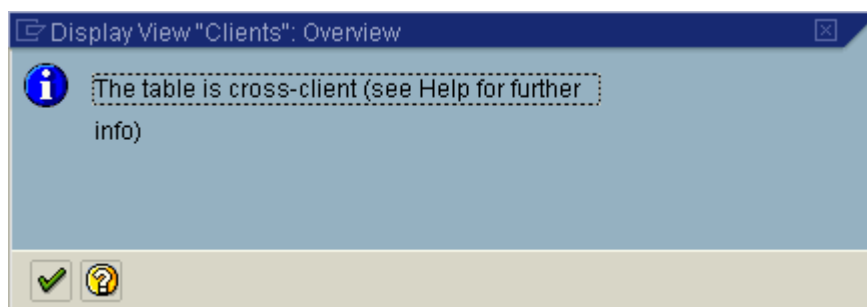 Display View "Clients": Overview
The table is cross-client (see Help for further
info)